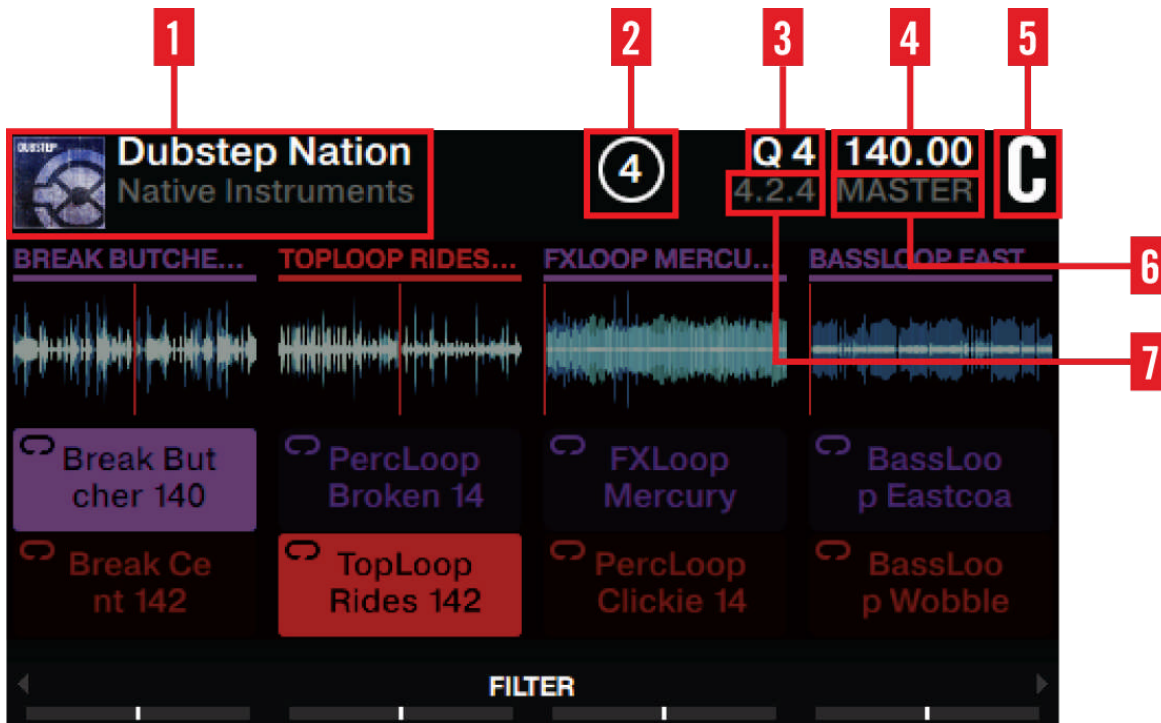 1 2 3 4 5
DUBSTEP
Dubstep Nation
Native Instruments
4
Q 4 140.00
4.2.4 MASTER
C
6
7
BREAK BUTCHE... TOPLOOP RIDES... FXLOOP MERCU... BASSLOOP EAST...
Break But
cher 140
PercLoop
Broken 14
FXLoop
Mercury
BassLoo
p Eastcoa
Break Ce
nt 142
TopLoop
Rides 142
PercLoop
Clickie 14
BassLoo
p Wobble
FILTER